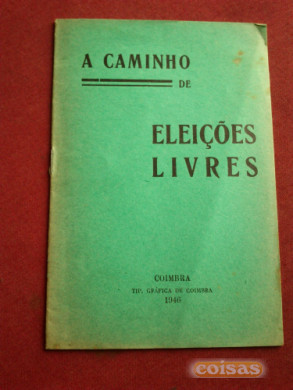 A CAMINHO
DE
ELEIÇÕES
LIVRES
COIMBRA
TIP. GRÁFICA DE COIMBRA
1946
coisas